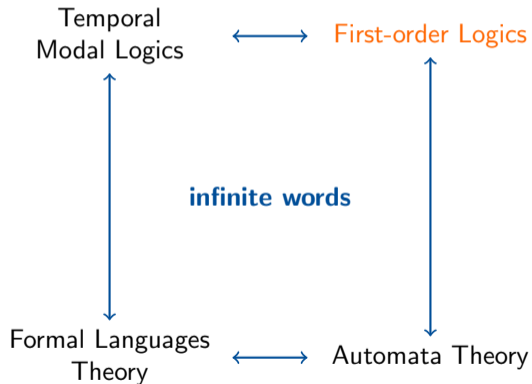 Temporal
Modal Logics
First-order Logics
infinite words
Formal Languages
Theory
Automata Theory